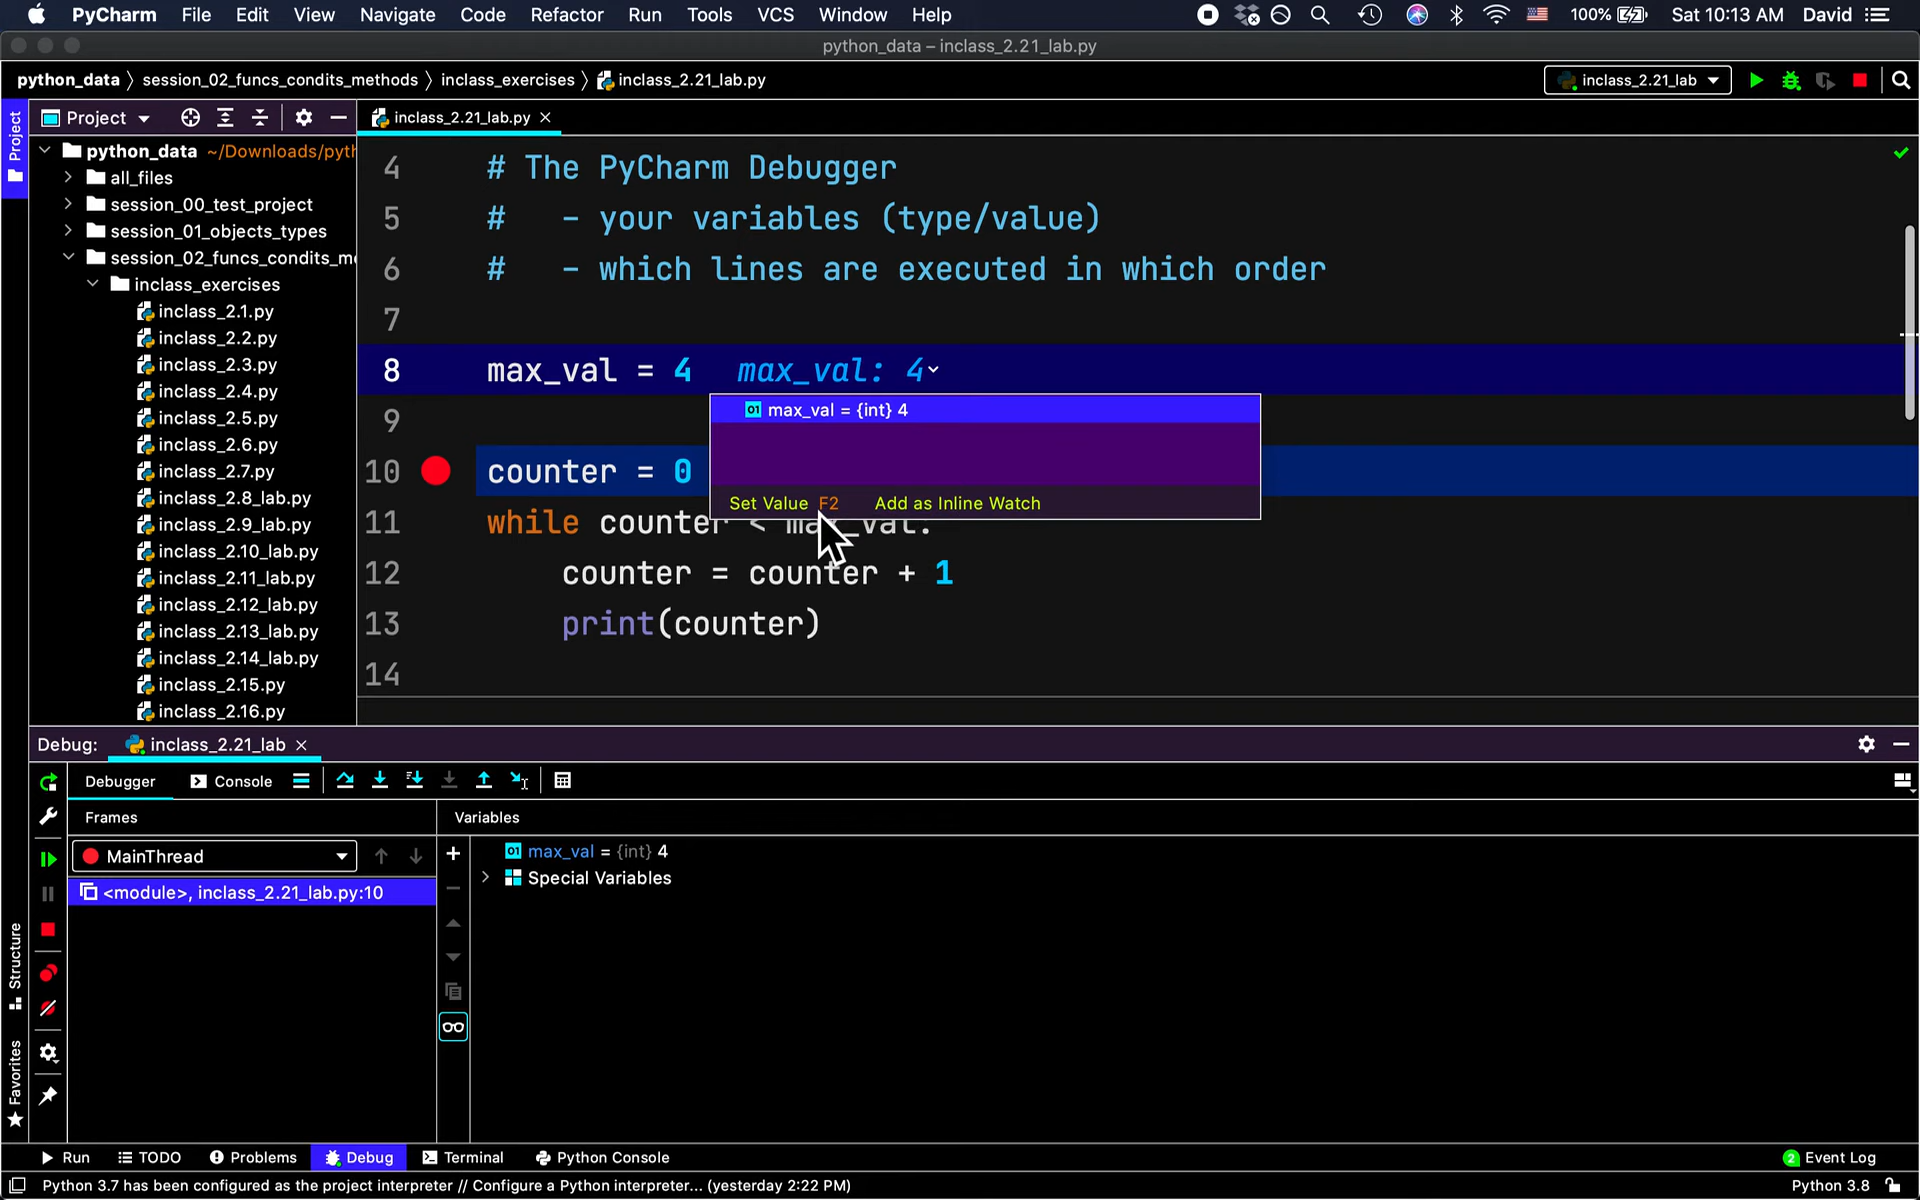 PyCharm File Edit View Navigate Code Refactor Run Tools VCS Window Help 100% Sat 10:13 AM David
python_data – inclass_2.21_lab.py
python_data session_02_funcs_condits_methods inclass_exercises inclass_2.21_lab.py inclass_2.21_lab
Project
Project
inclass_2.21_lab.py
python_data ~/Downloads/pyth
all_files
session_00_test_project
session_01_objects_types
session_02_funcs_condits_m
inclass_exercises
inclass_2.1.py
inclass_2.2.py
inclass_2.3.py
inclass_2.4.py
inclass_2.5.py
inclass_2.6.py
inclass_2.7.py
inclass_2.8_lab.py
inclass_2.9_lab.py
inclass_2.10_lab.py
inclass_2.11_lab.py
inclass_2.12_lab.py
inclass_2.13_lab.py
inclass_2.14_lab.py
inclass_2.15.py
inclass_2.16.py
4 # The PyCharm Debugger
5 #   - your variables (type/value)
6 #   - which lines are executed in which order
7
8 max_val = 4 max_val: 4
9
01 max_val = {int} 4
10 counter = 0
Set Value F2 Add as Inline Watch
11 while counter < max_val:
12     counter = counter + 1
13     print(counter)
14
Debug: inclass_2.21_lab
Debugger Console
Frames Variables
MainThread
<module>, inclass_2.21_lab.py:10
01 max_val = {int} 4
Special Variables
Structure
Favorites
Run TODO Problems Debug Terminal Python Console 2 Event Log
Python 3.7 has been configured as the project interpreter // Configure a Python interpreter... (yesterday 2:22 PM) Python 3.8